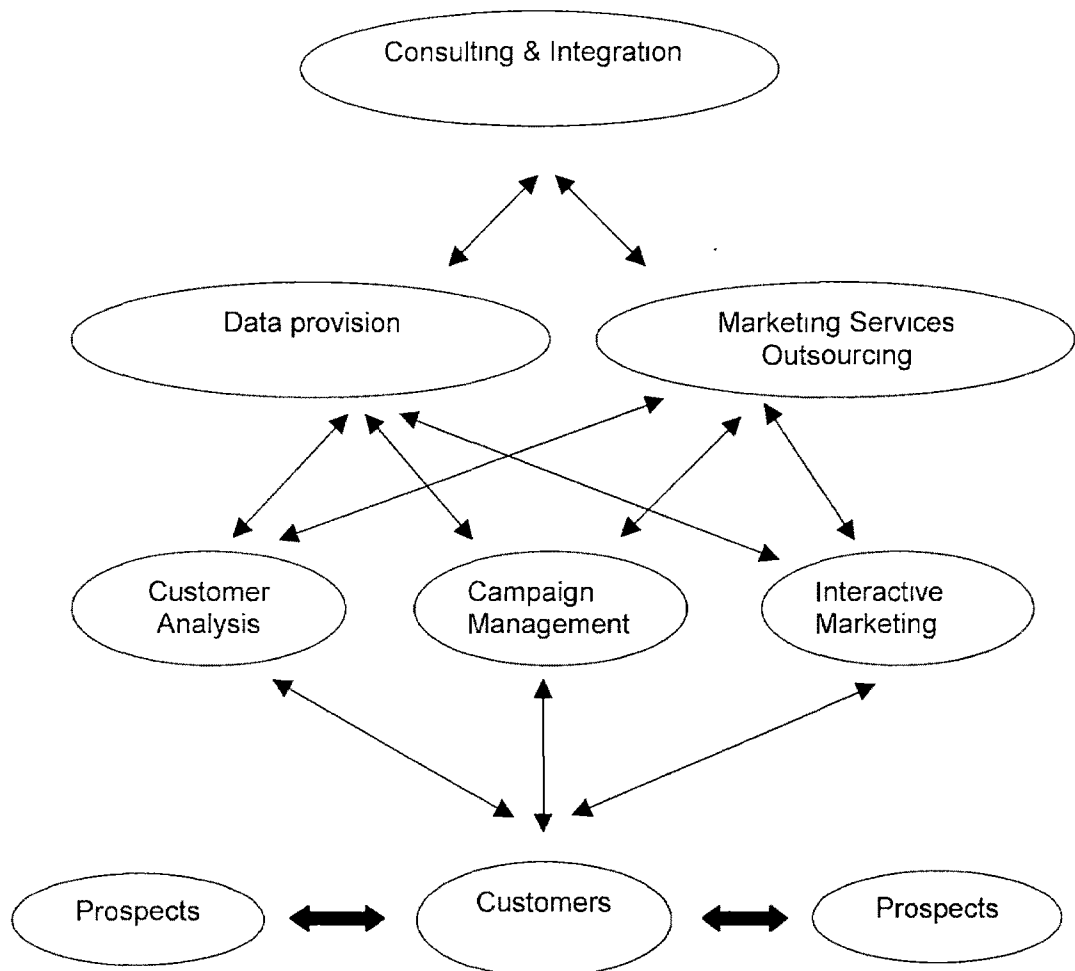 Consulting & Integration
Data provision
Marketing Services
Outsourcing
Customer
Analysis
Campaign
Management
Interactive
Marketing
Prospects
Customers
Prospects